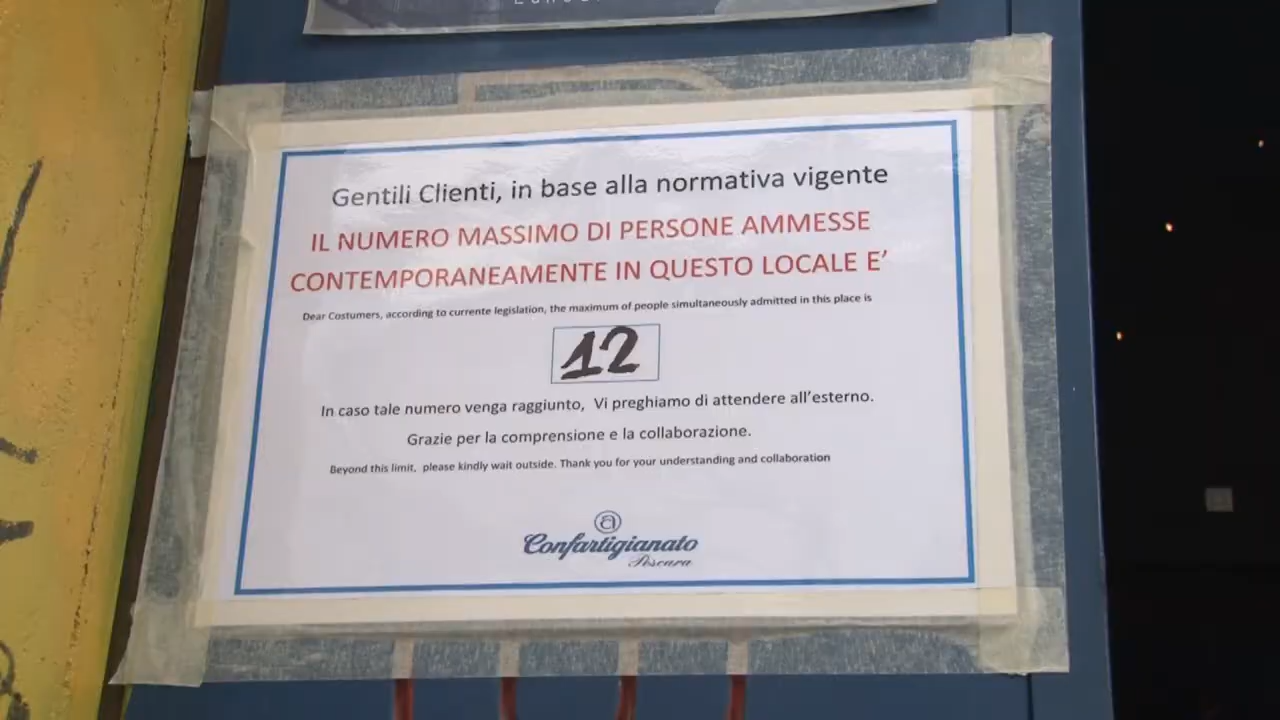 Gentili Clienti, in base alla normativa vigente
IL NUMERO MASSIMO DI PERSONE AMMESSE
CONTEMPORANEAMENTE IN QUESTO LOCALE E’
Dear Costumers, according to currente legislation, the maximum of people simultaneously admitted in this place is
12
In caso tale numero venga raggiunto, Vi preghiamo di attendere all’esterno.
Grazie per la comprensione e la collaborazione.
Beyond this limit, please kindly wait outside. Thank you for your understanding and collaboration
Confartigianato
Pescara